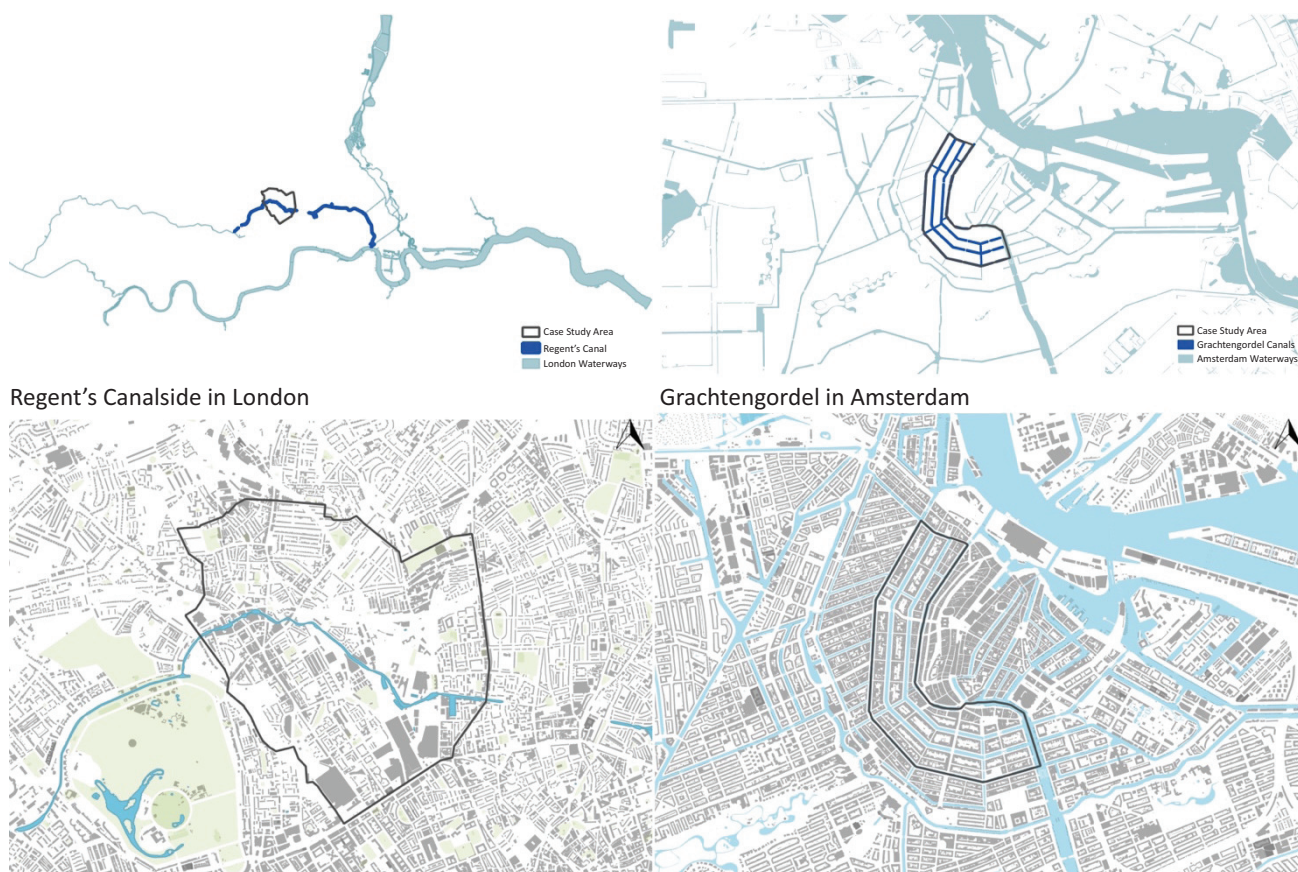 Case Study Area
Regent's Canal
London Waterways
Case Study Area
Grachtengordel Canals
Amsterdam Waterways
Regent's Canalside in London
Grachtengordel in Amsterdam